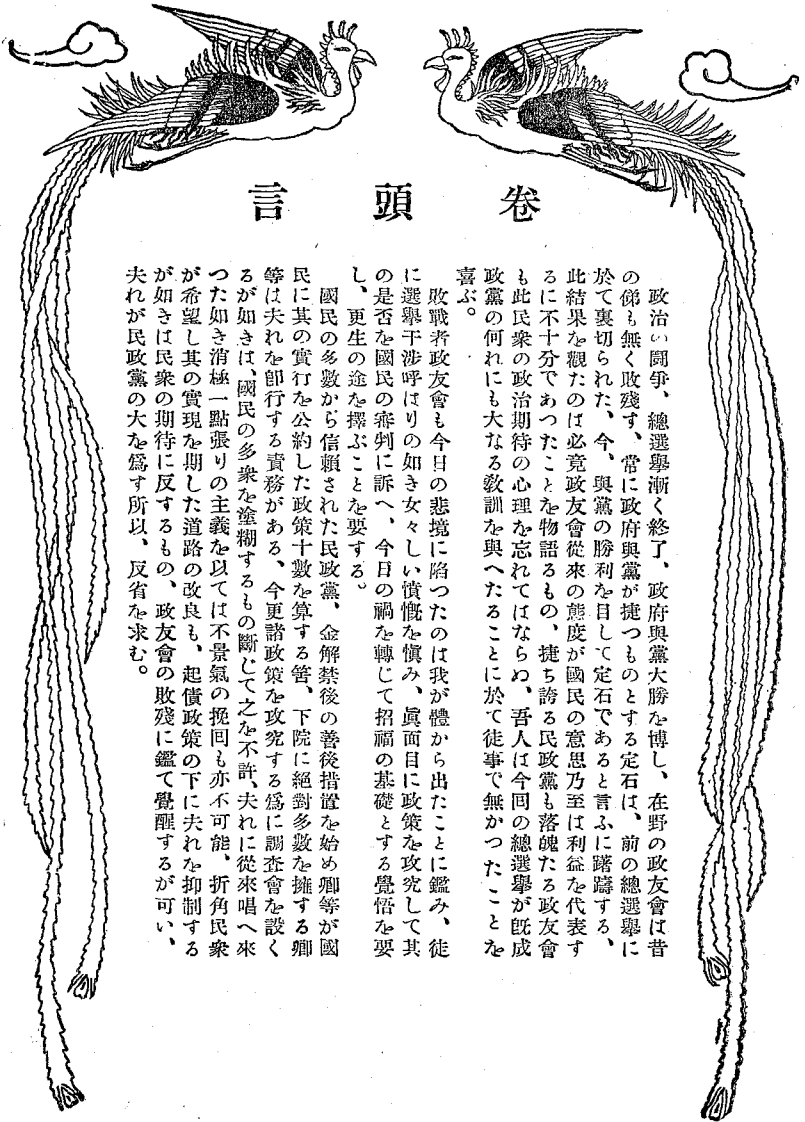 卷頭言
政治の鬪爭、總選擧漸く終了、政府與黨大勝を博し、在野の政友會は昔
の俤も無く敗殘す、常に政府與黨が捷つものとする定石は、前の總選擧に
於て裏切られた、今、與黨の勝利を目して定石であると言ふに躊躇する、
此結果を觀たのは必竟政友會從來の態度が國民の意思乃至は利益を代表す
るに不十分であつたことを物語るもの、捷ち誇る民政黨も落魄たる政友會
も此民衆の政治期待の心理を忘れてはならぬ、吾人は今囘の總選擧が既成
政黨の何れにも大なる敎訓を與へたることに於て徒事で無かつたことを
喜ぶ。
敗戰者政友會も今日の悲境に陷つたのは我が體から出たことに鑑み、徒
に選擧干涉呼はりの如き女々しい憤慨を愼み、眞面目に政策を攻究して其
の是否を國民の審判に訴へ、今日の禍を轉じて招福の基礎とする覺悟を要
し、更生の途を擇ぶことを要する。
國民の多數から信賴された民政黨、金解禁後の善後措置を始め卿等が國
民に其の實行を公約した政策十數を算する筈、下院に絕對多數を擁する卿
等は夫れを卽行する責務がある、今更諸政策を攻究する爲に調査會を設く
るが如きは、國民の多衆を塗糊するもの斷じて之を不許、夫れに從來唱へ來
つた如き消極一點張りの主義を以ては不景氣の挽囘も亦不可能、折角民衆
が希望し其の實現を期した道路の改良も、起債政策の下に夫れを抑制する
が如きは民衆の期待に反するもの、政友會の敗殘に鑑て覺醒するが可い、
夫れが民政黨の大を爲す所以、反省を求む。